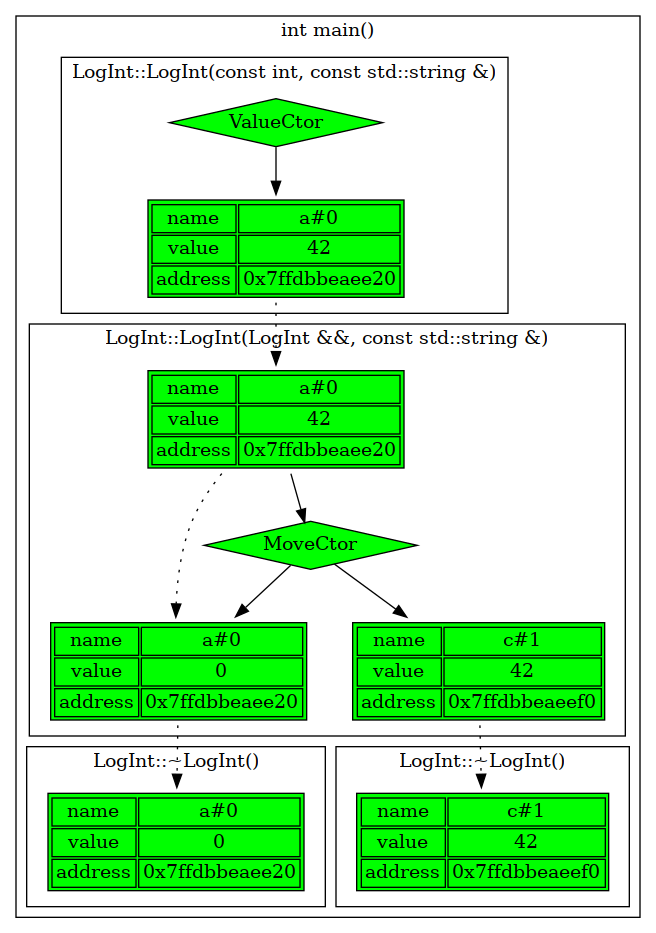 int main()
LogInt::LogInt(const int, const std::string &)
ValueCtor
name a#0
value 42
address 0x7ffdbbeaee20
LogInt::LogInt(LogInt &&, const std::string &)
name a#0
value 42
address 0x7ffdbbeaee20
MoveCtor
name a#0
value 0
address 0x7ffdbbeaee20
name c#1
value 42
address 0x7ffdbbeaeef0
LogInt::~LogInt()
name a#0
value 0
address 0x7ffdbbeaee20
LogInt::~LogInt()
name c#1
value 42
address 0x7ffdbbeaeef0